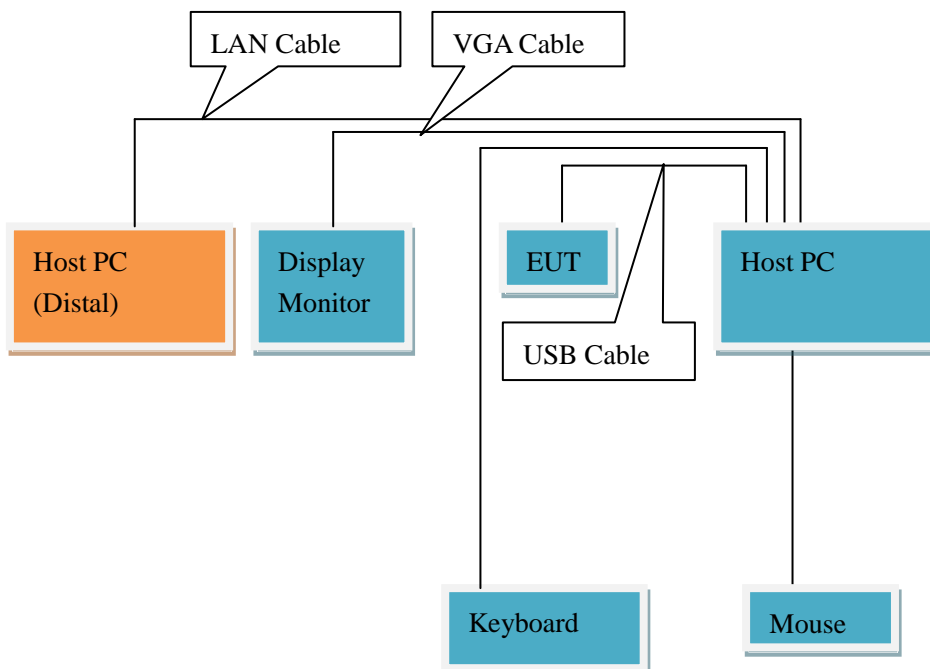 LAN Cable
VGA Cable
Host PC
(Distal)
Display
Monitor
EUT
Host PC
USB Cable
Keyboard
Mouse